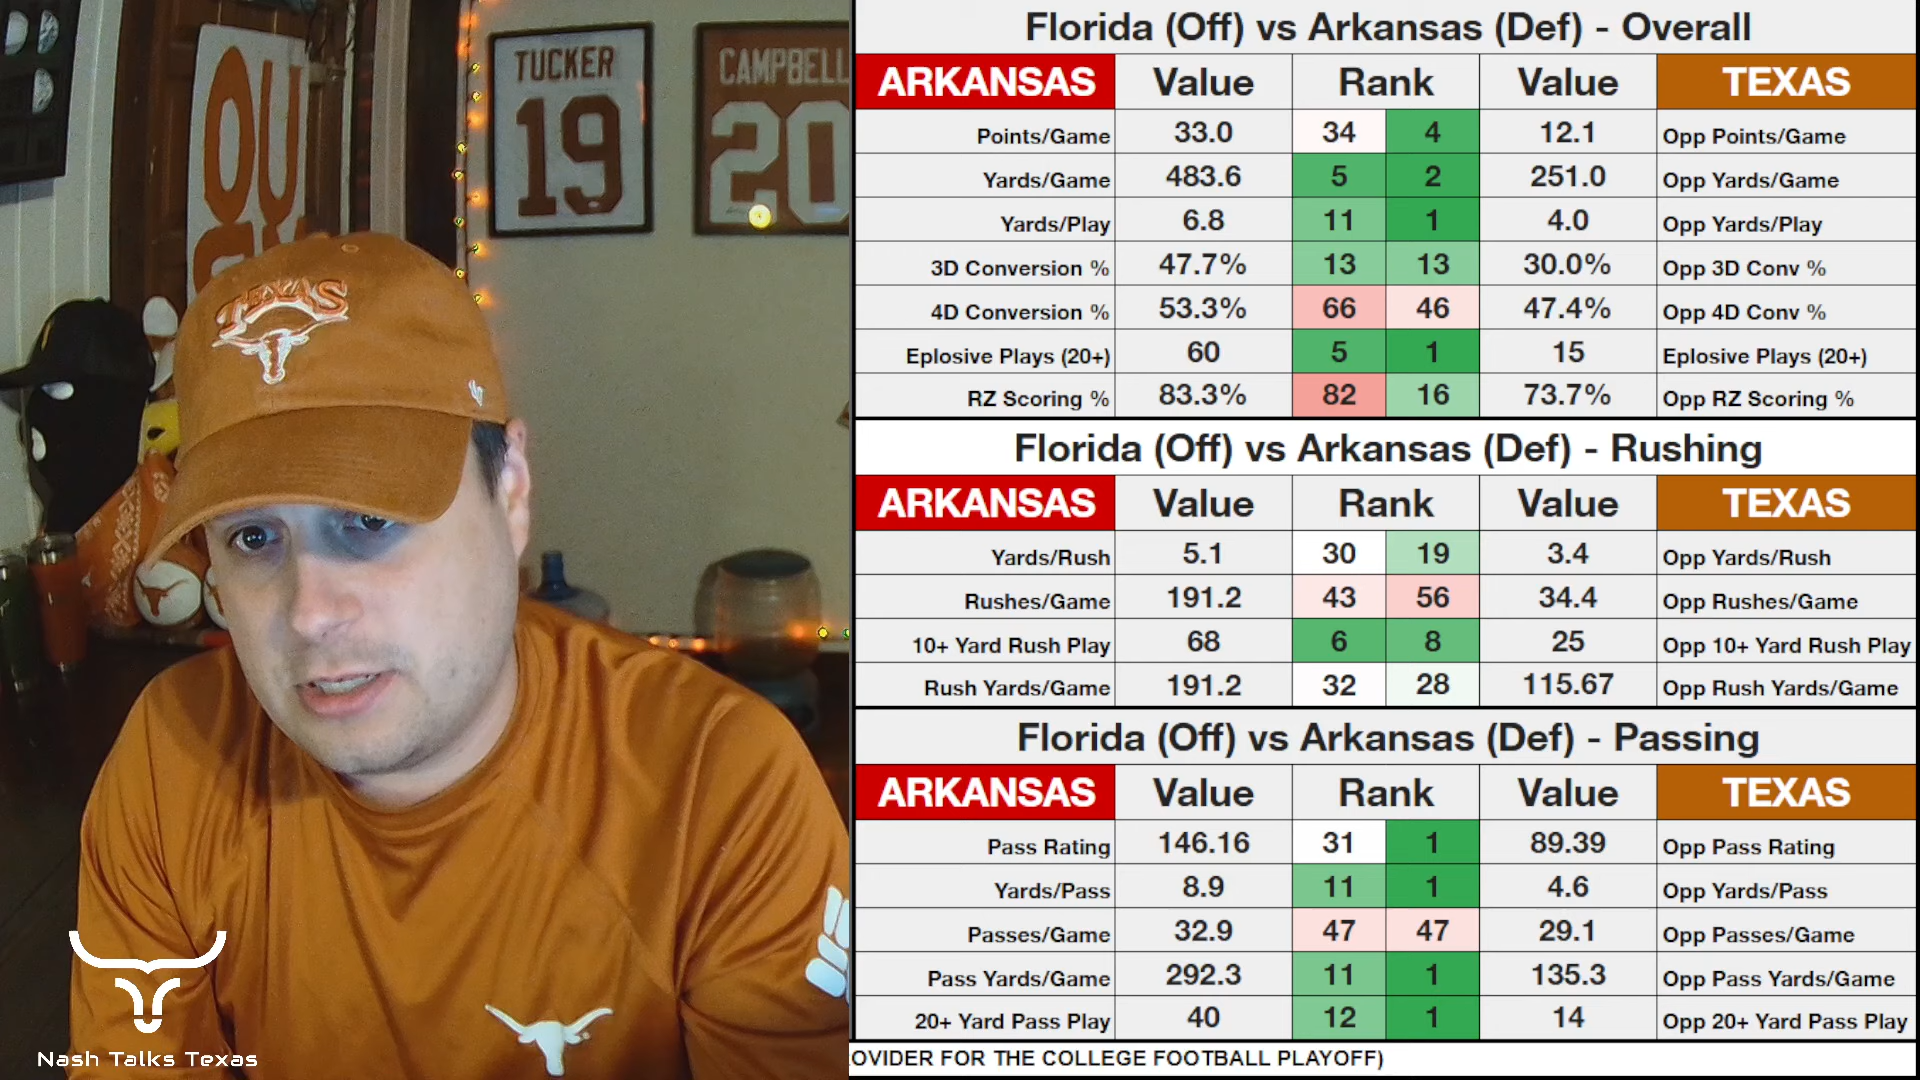 TUCKER
19
CAMPBELL
20
OU
TEXAS
Nash Talks Texas
Florida (Off) vs Arkansas (Def) - Overall
ARKANSAS Value Rank Value TEXAS
Points/Game 33.0 34 4 12.1 Opp Points/Game
Yards/Game 483.6 5 2 251.0 Opp Yards/Game
Yards/Play 6.8 11 1 4.0 Opp Yards/Play
3D Conversion % 47.7% 13 13 30.0% Opp 3D Conv %
4D Conversion % 53.3% 66 46 47.4% Opp 4D Conv %
Eplosive Plays (20+) 60 5 1 15 Eplosive Plays (20+)
RZ Scoring % 83.3% 82 16 73.7% Opp RZ Scoring %
Florida (Off) vs Arkansas (Def) - Rushing
ARKANSAS Value Rank Value TEXAS
Yards/Rush 5.1 30 19 3.4 Opp Yards/Rush
Rushes/Game 191.2 43 56 34.4 Opp Rushes/Game
10+ Yard Rush Play 68 6 8 25 Opp 10+ Yard Rush Play
Rush Yards/Game 191.2 32 28 115.67 Opp Rush Yards/Game
Florida (Off) vs Arkansas (Def) - Passing
ARKANSAS Value Rank Value TEXAS
Pass Rating 146.16 31 1 89.39 Opp Pass Rating
Yards/Pass 8.9 11 1 4.6 Opp Yards/Pass
Passes/Game 32.9 47 47 29.1 Opp Passes/Game
Pass Yards/Game 292.3 11 1 135.3 Opp Pass Yards/Game
20+ Yard Pass Play 40 12 1 14 Opp 20+ Yard Pass Play
OVIDER FOR THE COLLEGE FOOTBALL PLAYOFF)